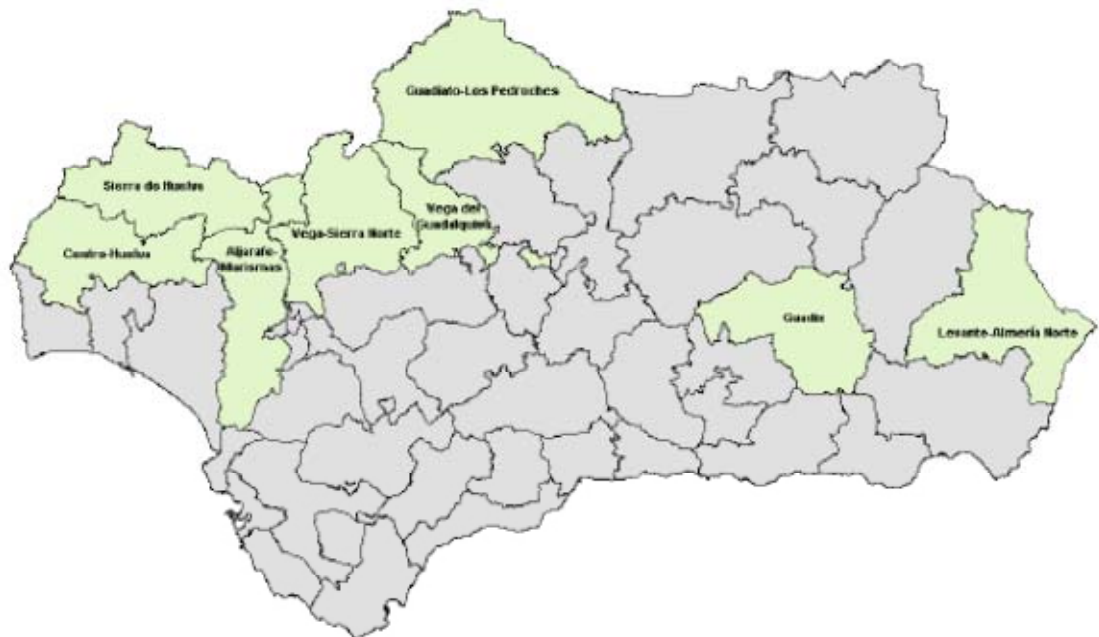 Guadiato-Los Pedroches
Sierra de Huelva
Vega del
Guadalquivir
Vega-Sierra Norte
Centro-Huelva
Aljarafe-
Marismas
Guadix
Levante-Almería Norte